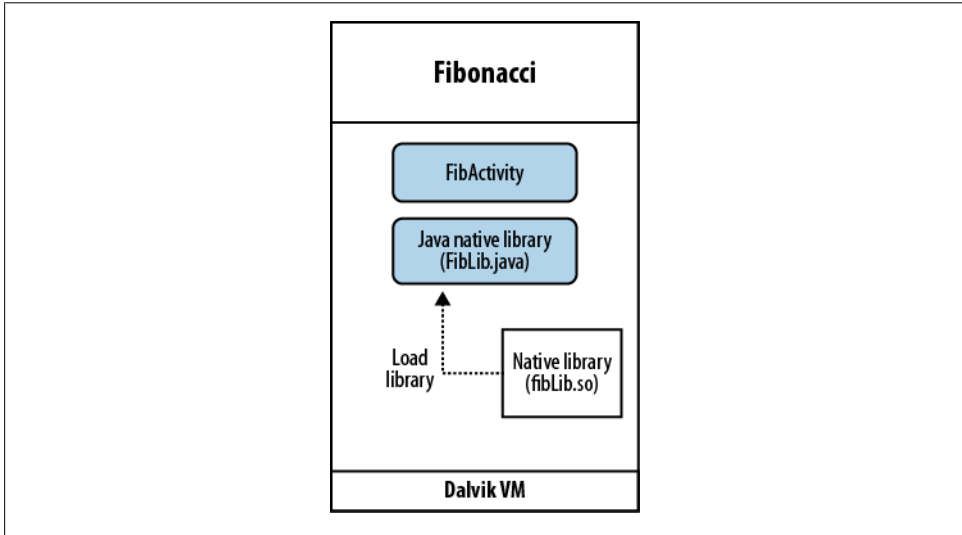 Fibonacci
FibActivity
Java native library
(FibLib.java)
Load
library
Native library
(fibLib.so)
Dalvik VM